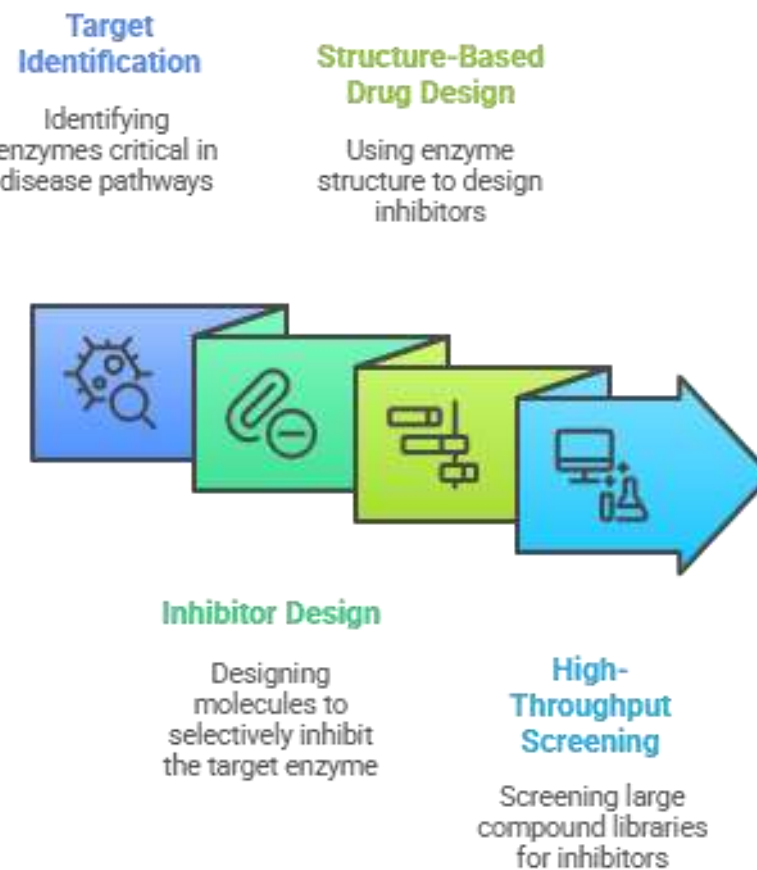 Target
Identification
Identifying
enzymes critical in
disease pathways
Structure-Based
Drug Design
Using enzyme
structure to design
inhibitors
Inhibitor Design
Designing
molecules to
selectively inhibit
the target enzyme
High-
Throughput
Screening
Screening large
compound libraries
for inhibitors